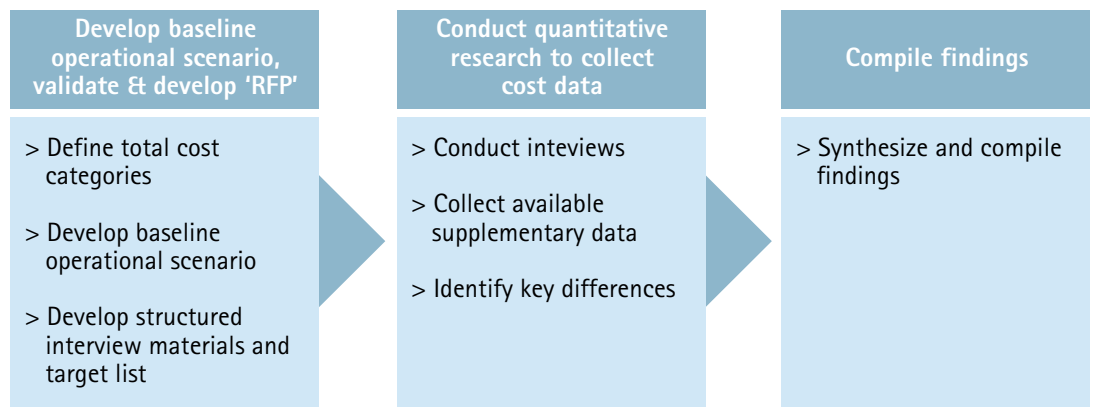 Develop baseline
operational scenario,
validate & develop ‘RFP’
> Define total cost
categories
> Develop baseline
operational scenario
> Develop structured
interview materials and
target list
Conduct quantitative
research to collect
cost data
> Conduct inteviews
> Collect available
supplementary data
> Identify key differences
Compile findings
> Synthesize and compile
findings